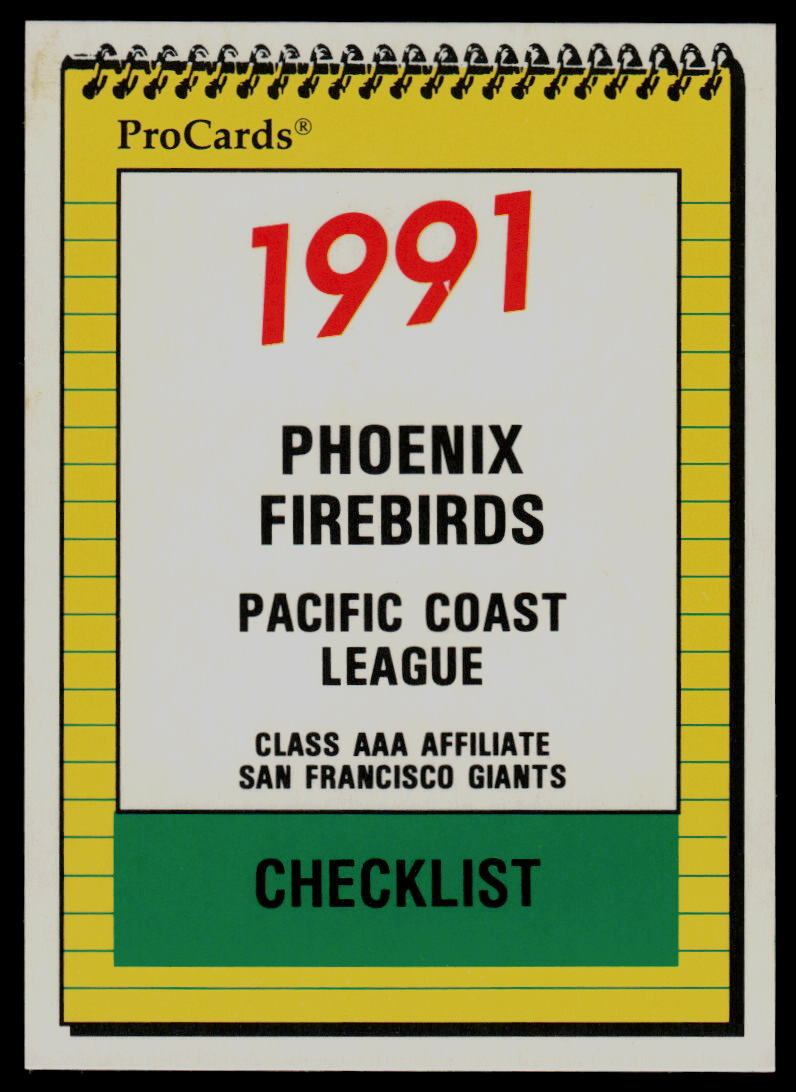 ProCards®
1991
PHOENIX
FIREBIRDS
PACIFIC COAST
LEAGUE
CLASS AAA AFFILIATE
SAN FRANCISCO GIANTS
CHECKLIST